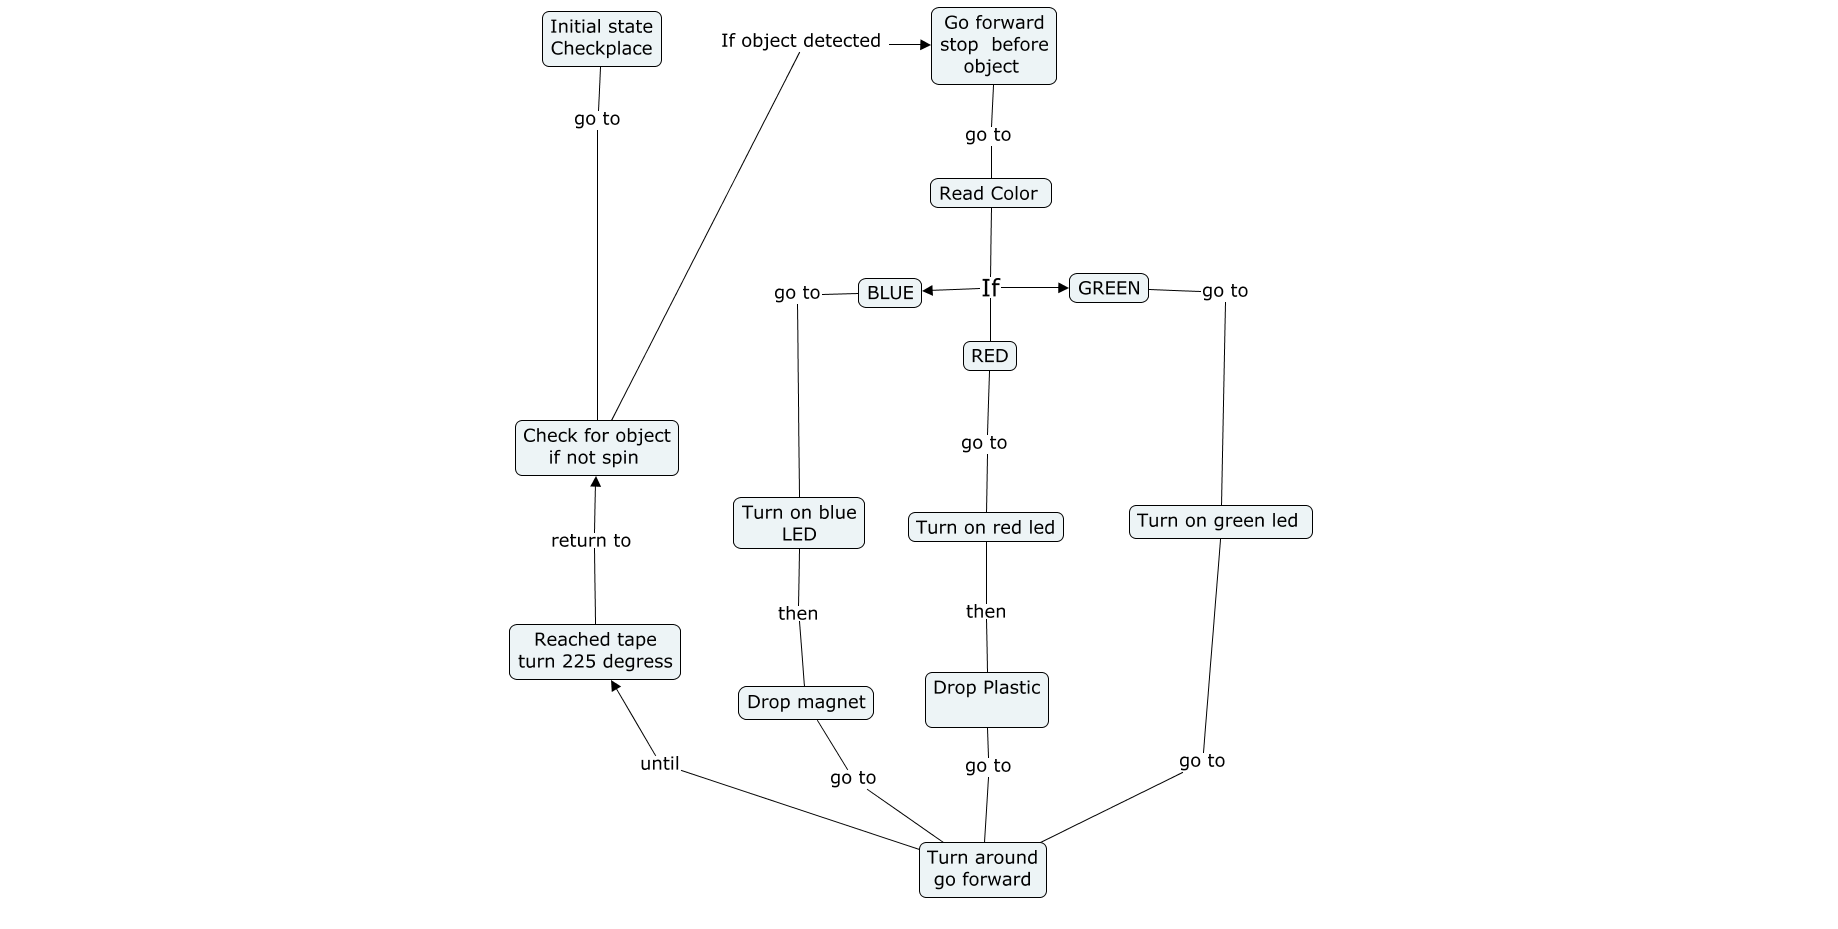 Initial state
Checkplace
go to
If object detected
Go forward
stop  before
object
go to
Read Color
If
BLUE
go to
GREEN
go to
RED
go to
Check for object
if not spin
Turn on blue
LED
Turn on red led
Turn on green led
return to
then
then
Reached tape
turn 225 degress
Drop magnet
Drop Plastic
until
go to
go to
go to
Turn around
go forward